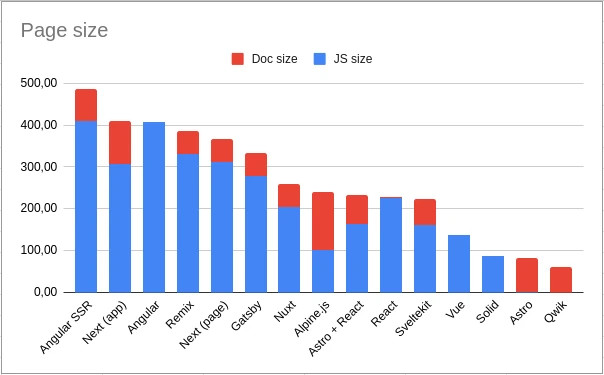 Page size
Doc size
JS size
500,00
400,00
300,00
200,00
100,00
0,00
Angular SSR
Next (app)
Angular
Remix
Next (page)
Gatsby
Nuxt
Alpine.js
Astro + React
React
Sveltekit
Vue
Solid
Astro
Qwik